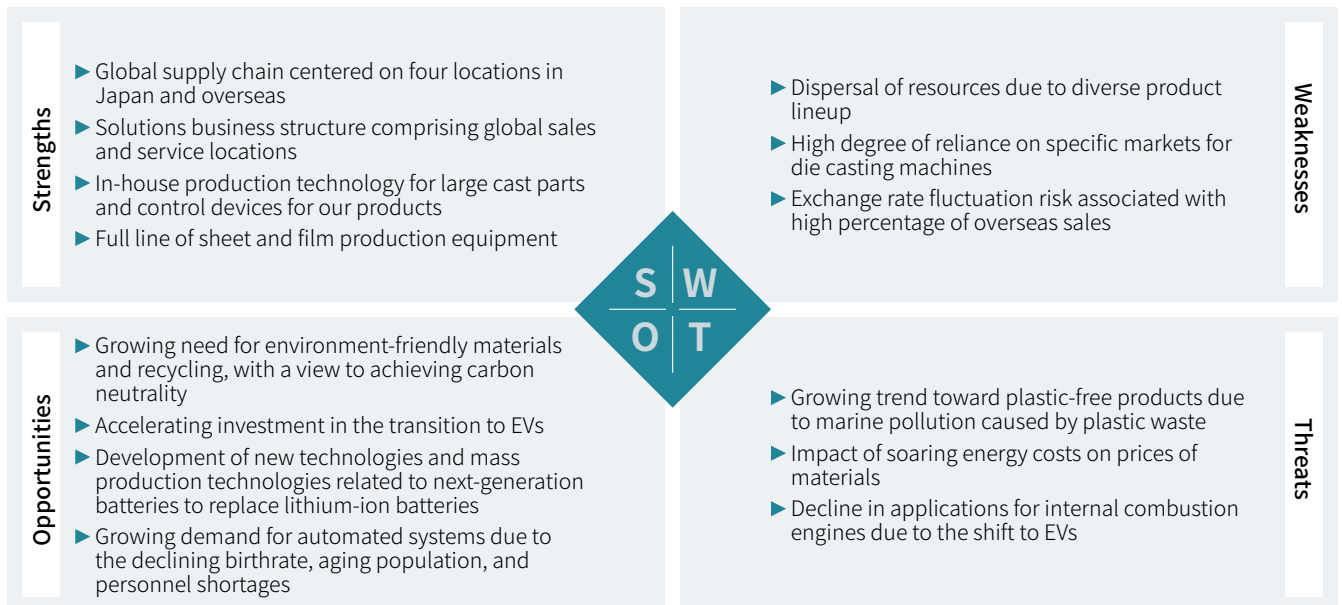 Strengths
▶ Global supply chain centered on four locations in
Japan and overseas
▶ Solutions business structure comprising global sales
and service locations
▶ In-house production technology for large cast parts
and control devices for our products
▶ Full line of sheet and film production equipment
Weaknesses
▶ Dispersal of resources due to diverse product
lineup
▶ High degree of reliance on specific markets for
die casting machines
▶ Exchange rate fluctuation risk associated with
high percentage of overseas sales
S W
O T
Opportunities
▶ Growing need for environment-friendly materials
and recycling, with a view to achieving carbon
neutrality
▶ Accelerating investment in the transition to EVs
▶ Development of new technologies and mass
production technologies related to next-generation
batteries to replace lithium-ion batteries
▶ Growing demand for automated systems due to
the declining birthrate, aging population, and
personnel shortages
Threats
▶ Growing trend toward plastic-free products due
to marine pollution caused by plastic waste
▶ Impact of soaring energy costs on prices of
materials
▶ Decline in applications for internal combustion
engines due to the shift to EVs